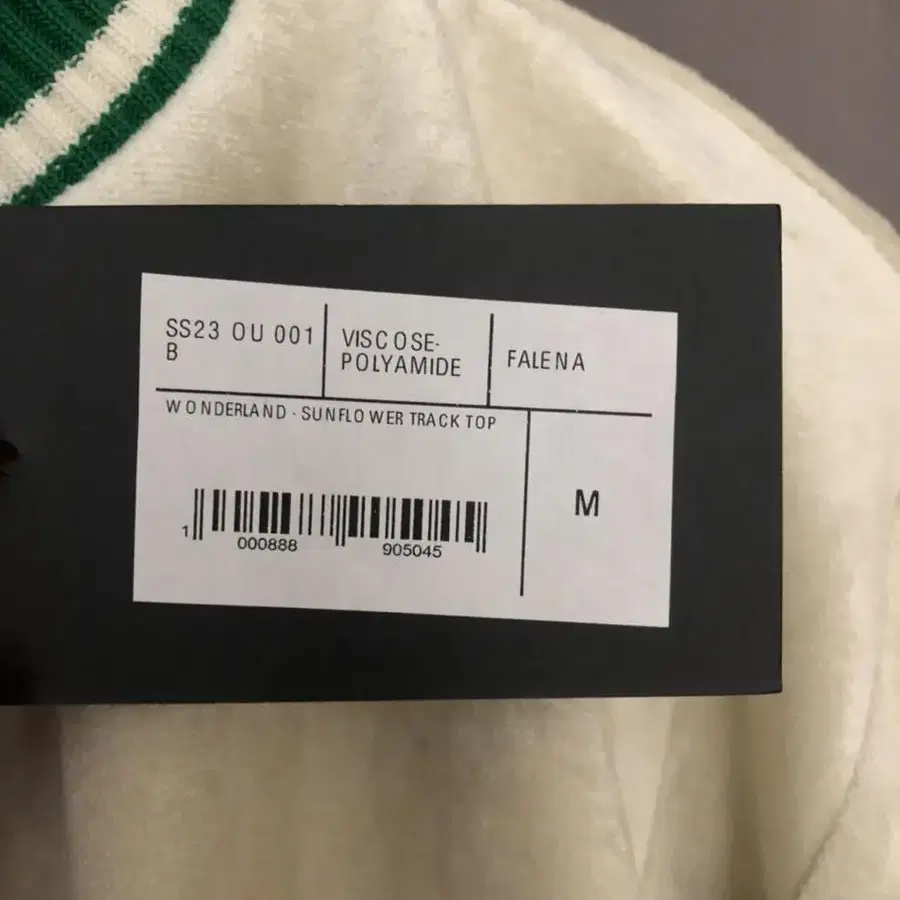 SS23 OU 001
B
VISCOSE-
POLYAMIDE
FALENA
WONDERLAND - SUNFLOWER TRACK TOP
M
1 000888 905045